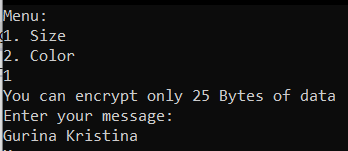 Menu:
1. Size
2. Color
1
You can encrypt only 25 Bytes of data
Enter your message:
Gurina Kristina